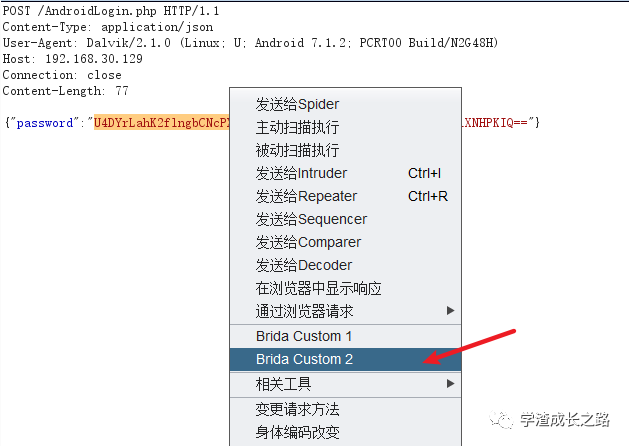 POST /AndroidLogin.php HTTP/1.1
Content-Type: application/json
User-Agent: Dalvik/2.1.0 (Linux; U; Android 7.1.2; PCRT00 Build/N2G48H)
Host: 192.168.30.129
Connection: close
Content-Length: 77
{"password":"U4DYrLahK2flngbCNcP XNHPKIQ=="}
发送给Spider
主动扫描执行
被动扫描执行
发送给Intruder Ctrl+I
发送给Repeater Ctrl+R
发送给Sequencer
发送给Comparer
发送给Decoder
在浏览器中显示响应
通过浏览器请求
Brida Custom 1
Brida Custom 2
相关工具
变更请求方法
身体编码改变
学渣成长之路